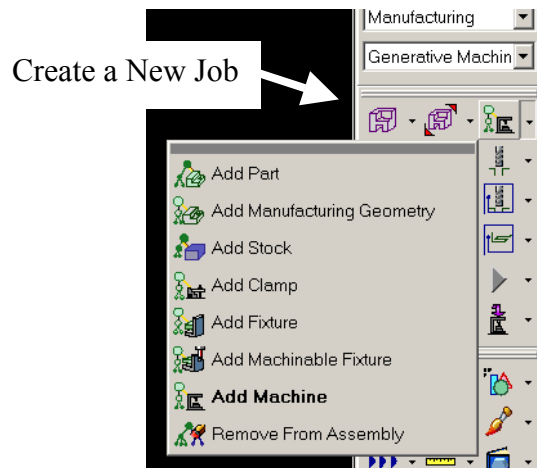 Manufacturing
Generative Machin
Create a New Job
Add Part
Add Manufacturing Geometry
Add Stock
Add Clamp
Add Fixture
Add Machinable Fixture
Add Machine
Remove From Assembly